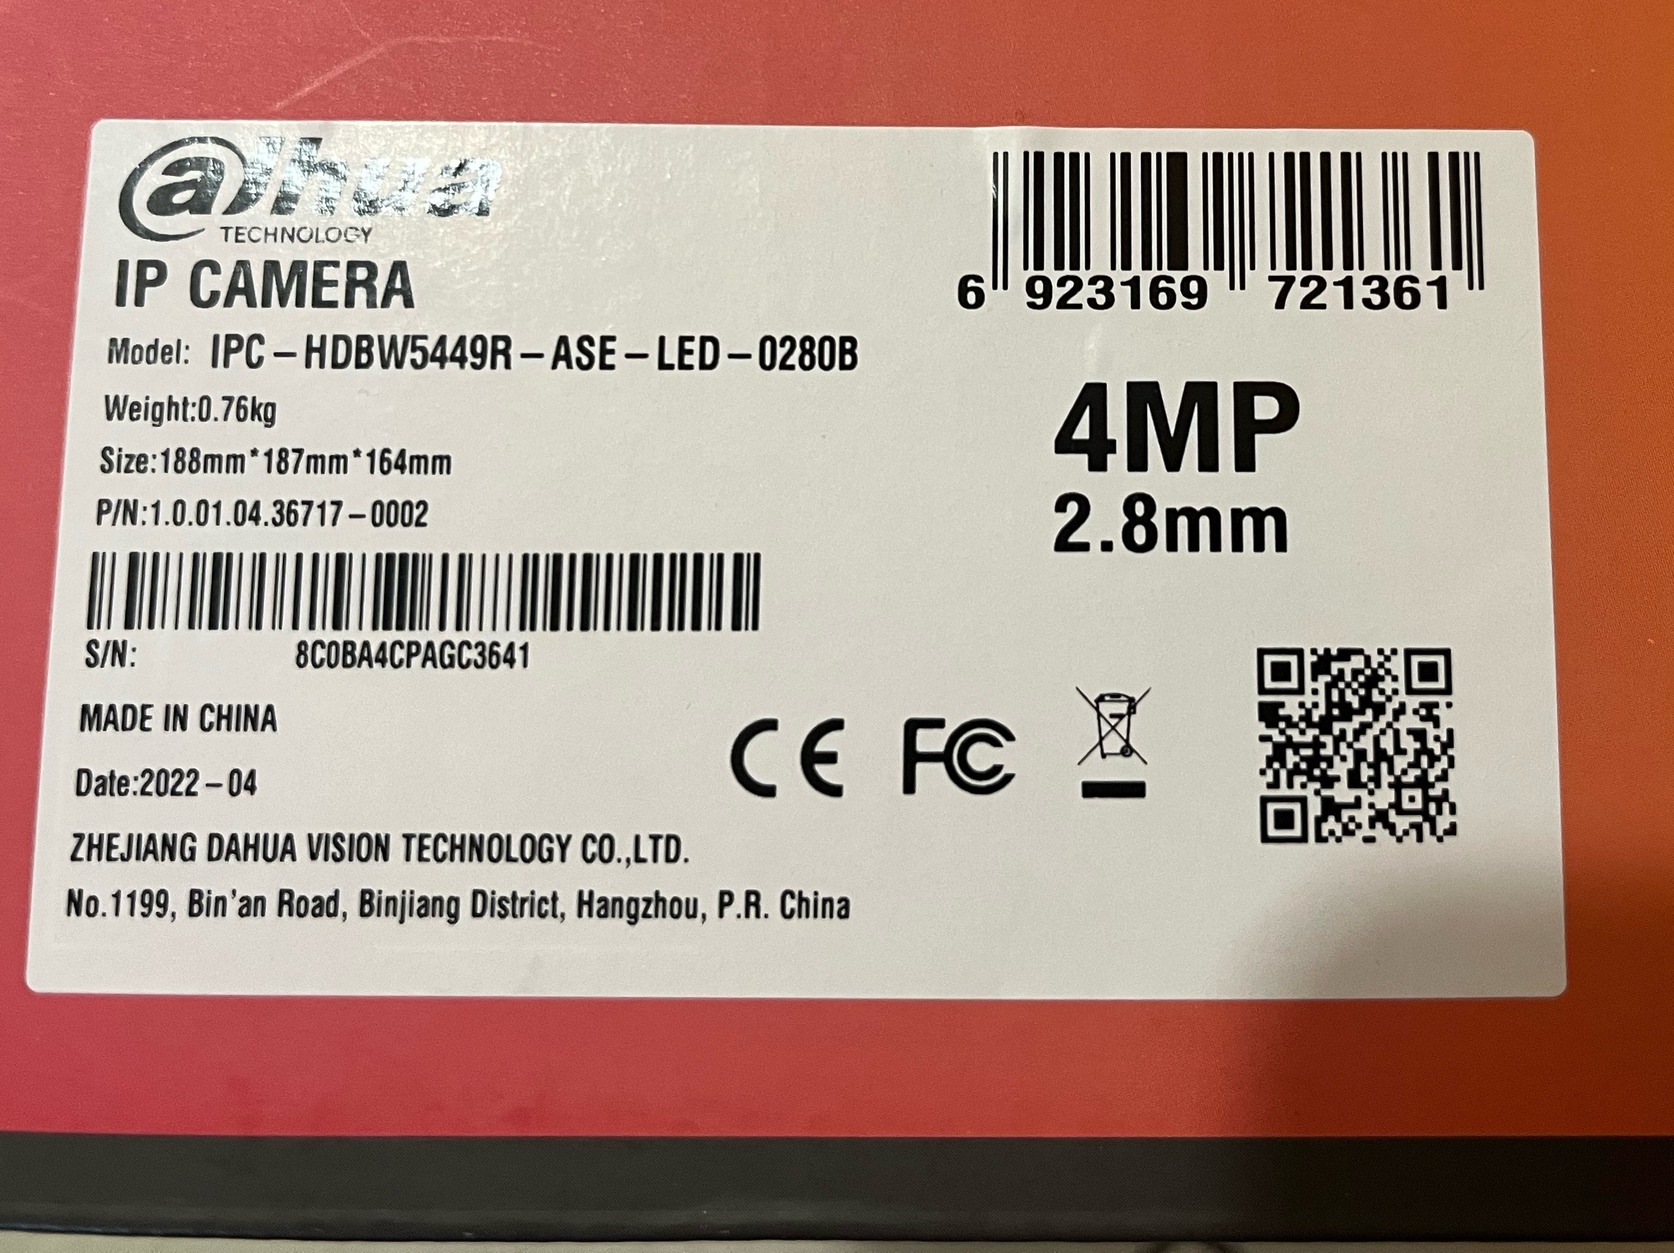 alhua
TECHNOLOGY
IP CAMERA
Model: IPC-HDBW5449R-ASE-LED-0280B
Weight:0.76kg
Size:188mm*187mm*164mm
P/N:1.0.01.04.36717-0002
S/N: 8C0BA4CPAGC3641
MADE IN CHINA
Date:2022-04
ZHEJIANG DAHUA VISION TECHNOLOGY CO.,LTD.
No.1199, Bin'an Road, Binjiang District, Hangzhou, P.R. China
6 923169 721361
4MP
2.8mm
CE FC